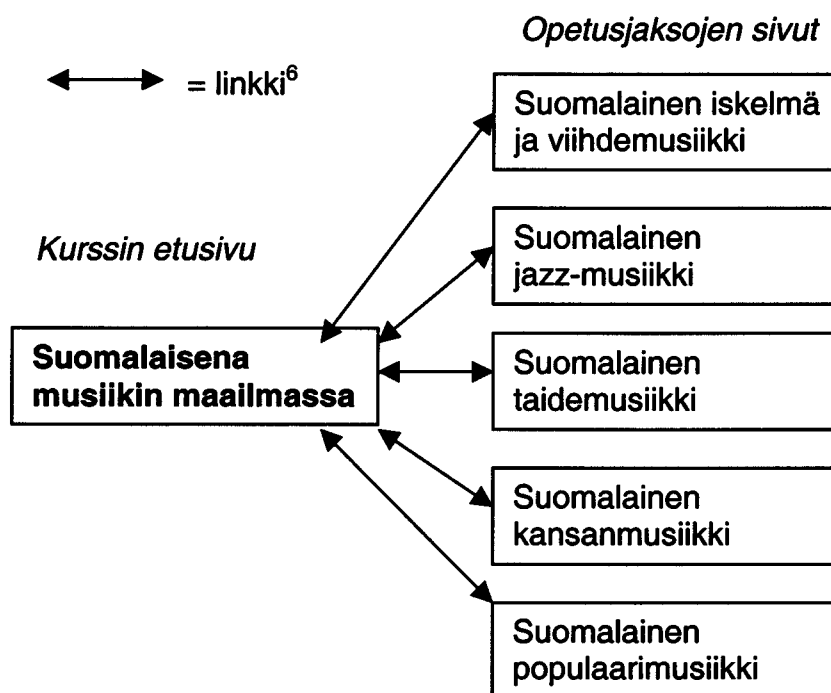 Opetusjaksojen sivut
= linkki⁶
Suomalainen iskelmä
ja viihdemusiikki
Kurssin etusivu
Suomalainen
jazz-musiikki
Suomalaisena
musiikin maailmassa
Suomalainen
taidemusiikki
Suomalainen
kansanmusiikki
Suomalainen
populaarimusiikki